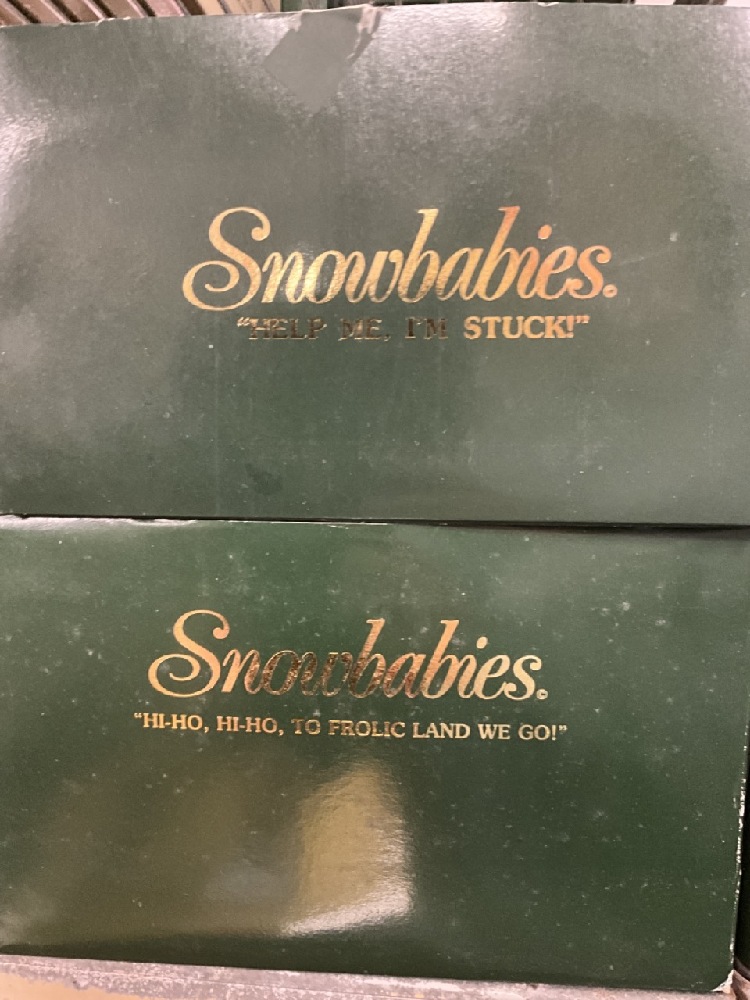 Snowbabies.
“HELP ME, I'M STUCK!”
Snowbabies©
“HI-HO, HI-HO, TO FROLIC LAND WE GO!”